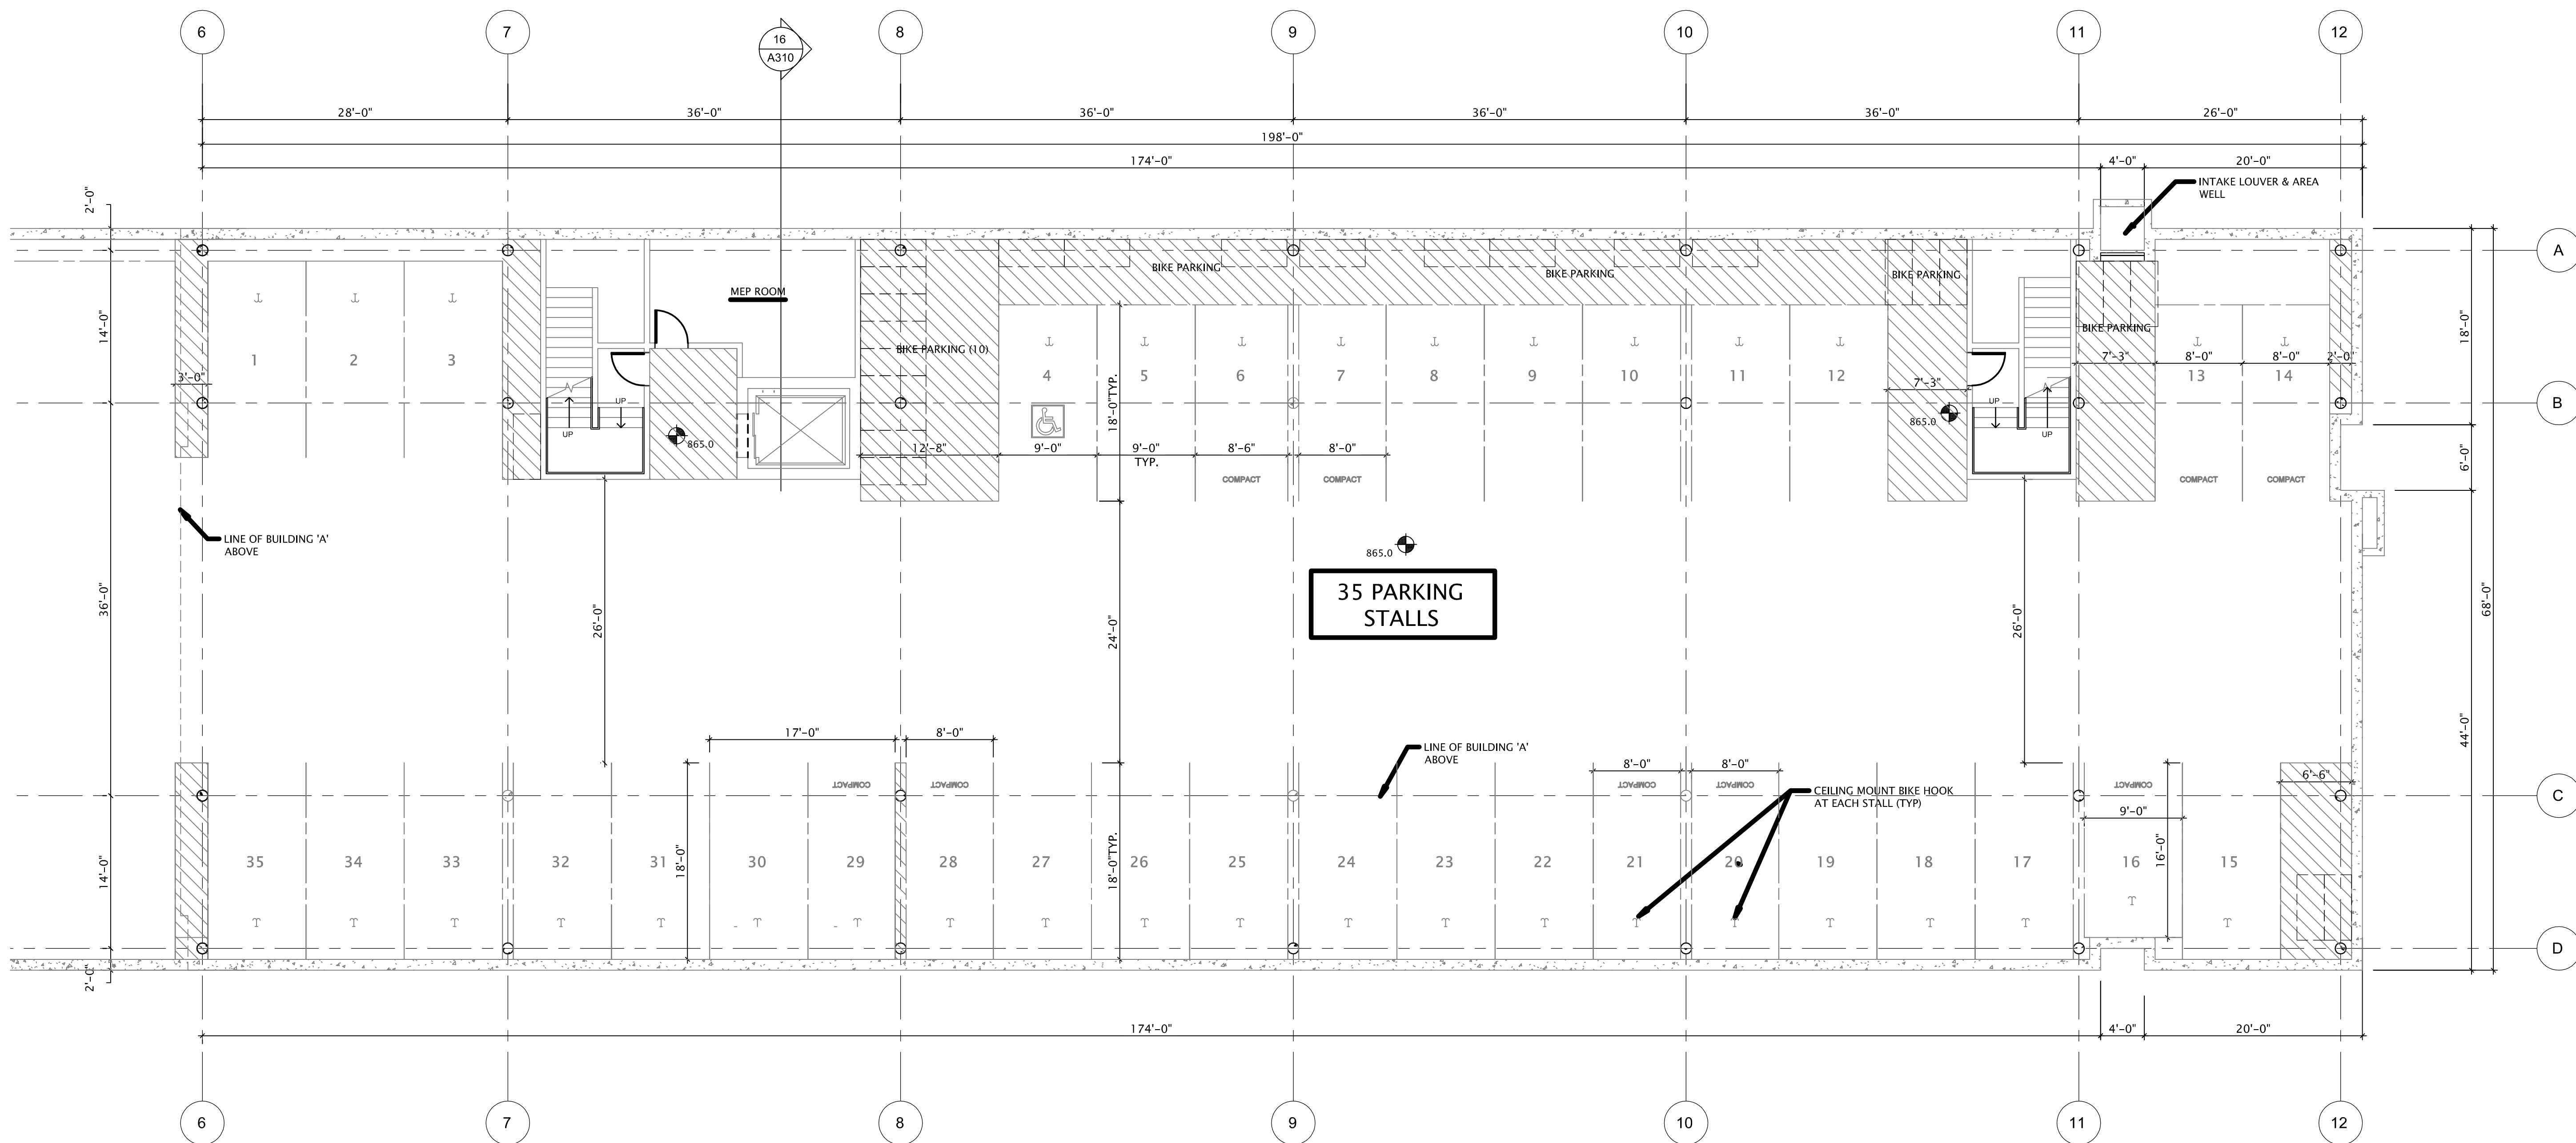 6
7
16
A310
8
9
10
11
12
28'-0"
36'-0"
36'-0"
36'-0"
36'-0"
26'-0"
198'-0"
174'-0"
4'-0"
20'-0"
INTAKE LOUVER & AREA
WELL
2'-0"
A
BIKE PARKING
BIKE PARKING
BIKE PARKING
MEP ROOM
14'-0"
18'-0"
BIKE PARKING
BIKE PARKING (10)
1
2
3
3'-0"
7'-3"
8'-0"
8'-0"
2'-0"
4
5
6
7
8
9
10
11
12
13
14
7'-3"
18'-0"TYP.
B
UP
UP
865.0
UP
UP
865.0
12'-8"
9'-0"
9'-0"
TYP.
8'-6"
8'-0"
6'-0"
COMPACT
COMPACT
COMPACT
COMPACT
LINE OF BUILDING 'A'
ABOVE
865.0
35 PARKING
STALLS
36'-0"
26'-0"
24'-0"
26'-0"
68'-0"
44'-0"
17'-0"
8'-0"
LINE OF BUILDING 'A'
ABOVE
8'-0"
8'-0"
6'-6"
COMPACT
COMPACT
COMPACT
COMPACT
COMPACT
CEILING MOUNT BIKE HOOK
AT EACH STALL (TYP)
C
9'-0"
14'-0"
35
34
33
32
31
18'-0"
30
29
28
27
18'-0"TYP.
26
25
24
23
22
21
20
19
18
17
16
16'-0"
15
D
2'-0"
174'-0"
4'-0"
20'-0"
6
7
8
9
10
11
12